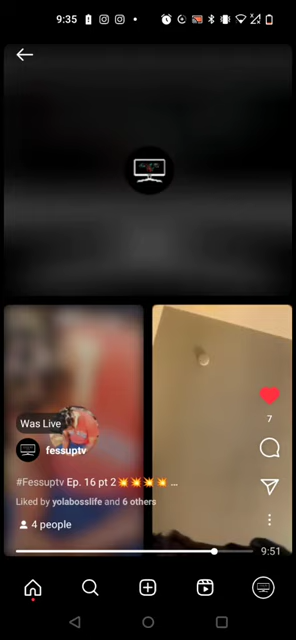 9:35
Was Live
fessuptv
#Fessuptv Ep. 16 pt 2💥💥💥💥 ...
Liked by yolabosslife and 6 others
4 people
7
9:51